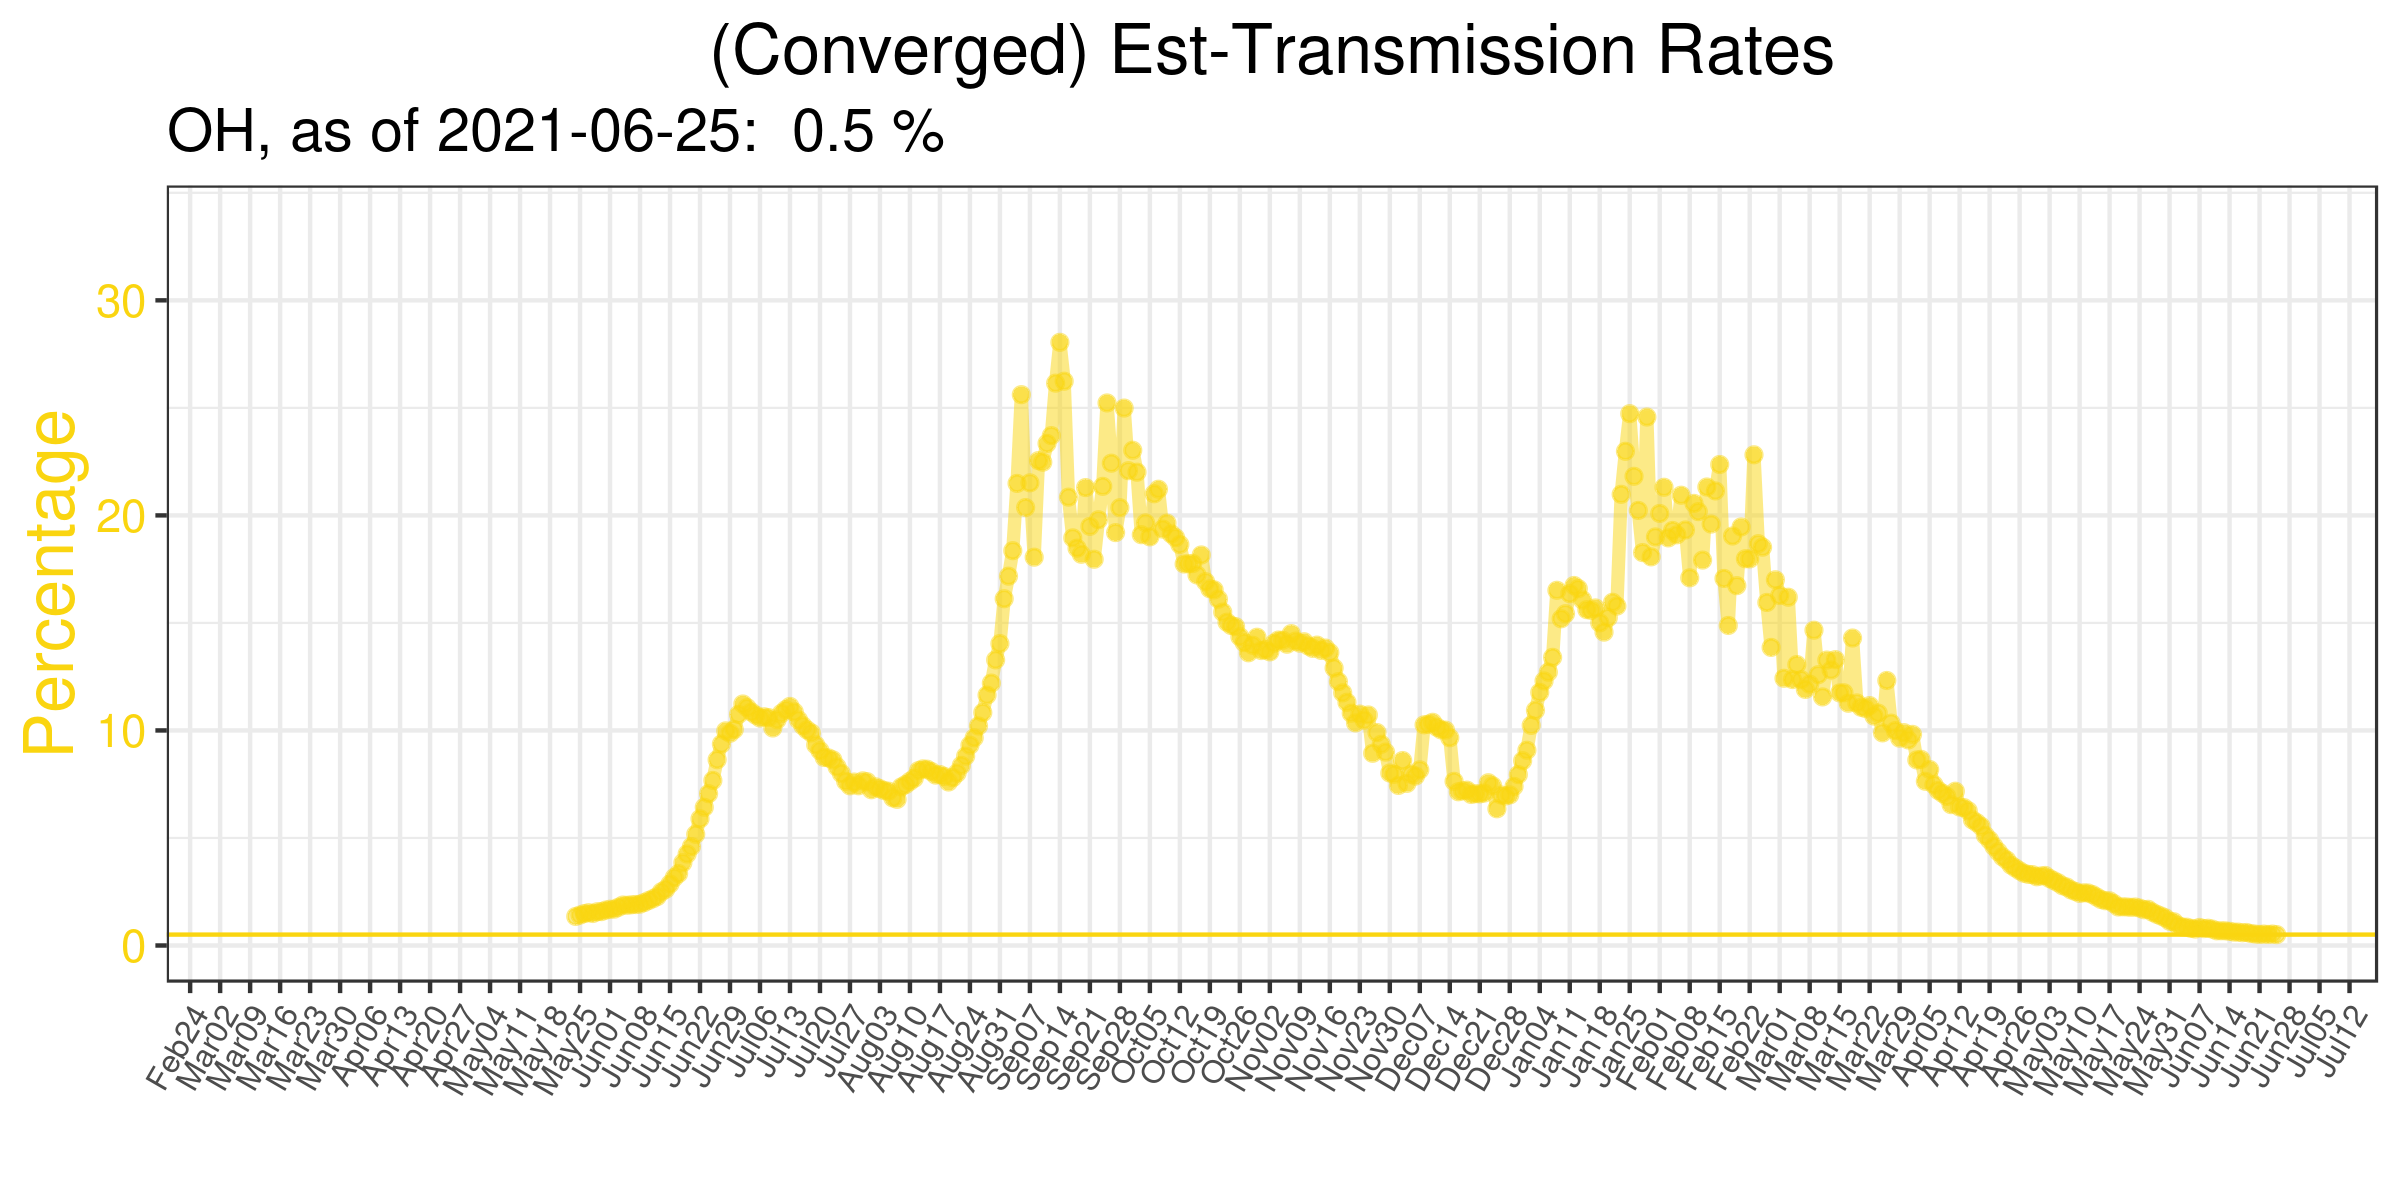 (Converged) Est-Transmission Rates
OH, as of 2021-06-25:  0.5 %
Percentage
30
20
10
0
Feb24
Mar02
Mar09
Mar16
Mar23
Mar30
Apr06
Apr13
Apr20
Apr27
May04
May11
May18
May25
Jun01
Jun08
Jun15
Jun22
Jun29
Jul06
Jul13
Jul20
Jul27
Aug03
Aug10
Aug17
Aug24
Aug31
Sep07
Sep14
Sep21
Sep28
Oct05
Oct12
Oct19
Oct26
Nov02
Nov09
Nov16
Nov23
Nov30
Dec07
Dec14
Dec21
Dec28
Jan04
Jan11
Jan18
Jan25
Feb01
Feb08
Feb15
Feb22
Mar01
Mar08
Mar15
Mar22
Mar29
Apr05
Apr12
Apr19
Apr26
May03
May10
May17
May24
May31
Jun07
Jun14
Jun21
Jun28
Jul05
Jul12